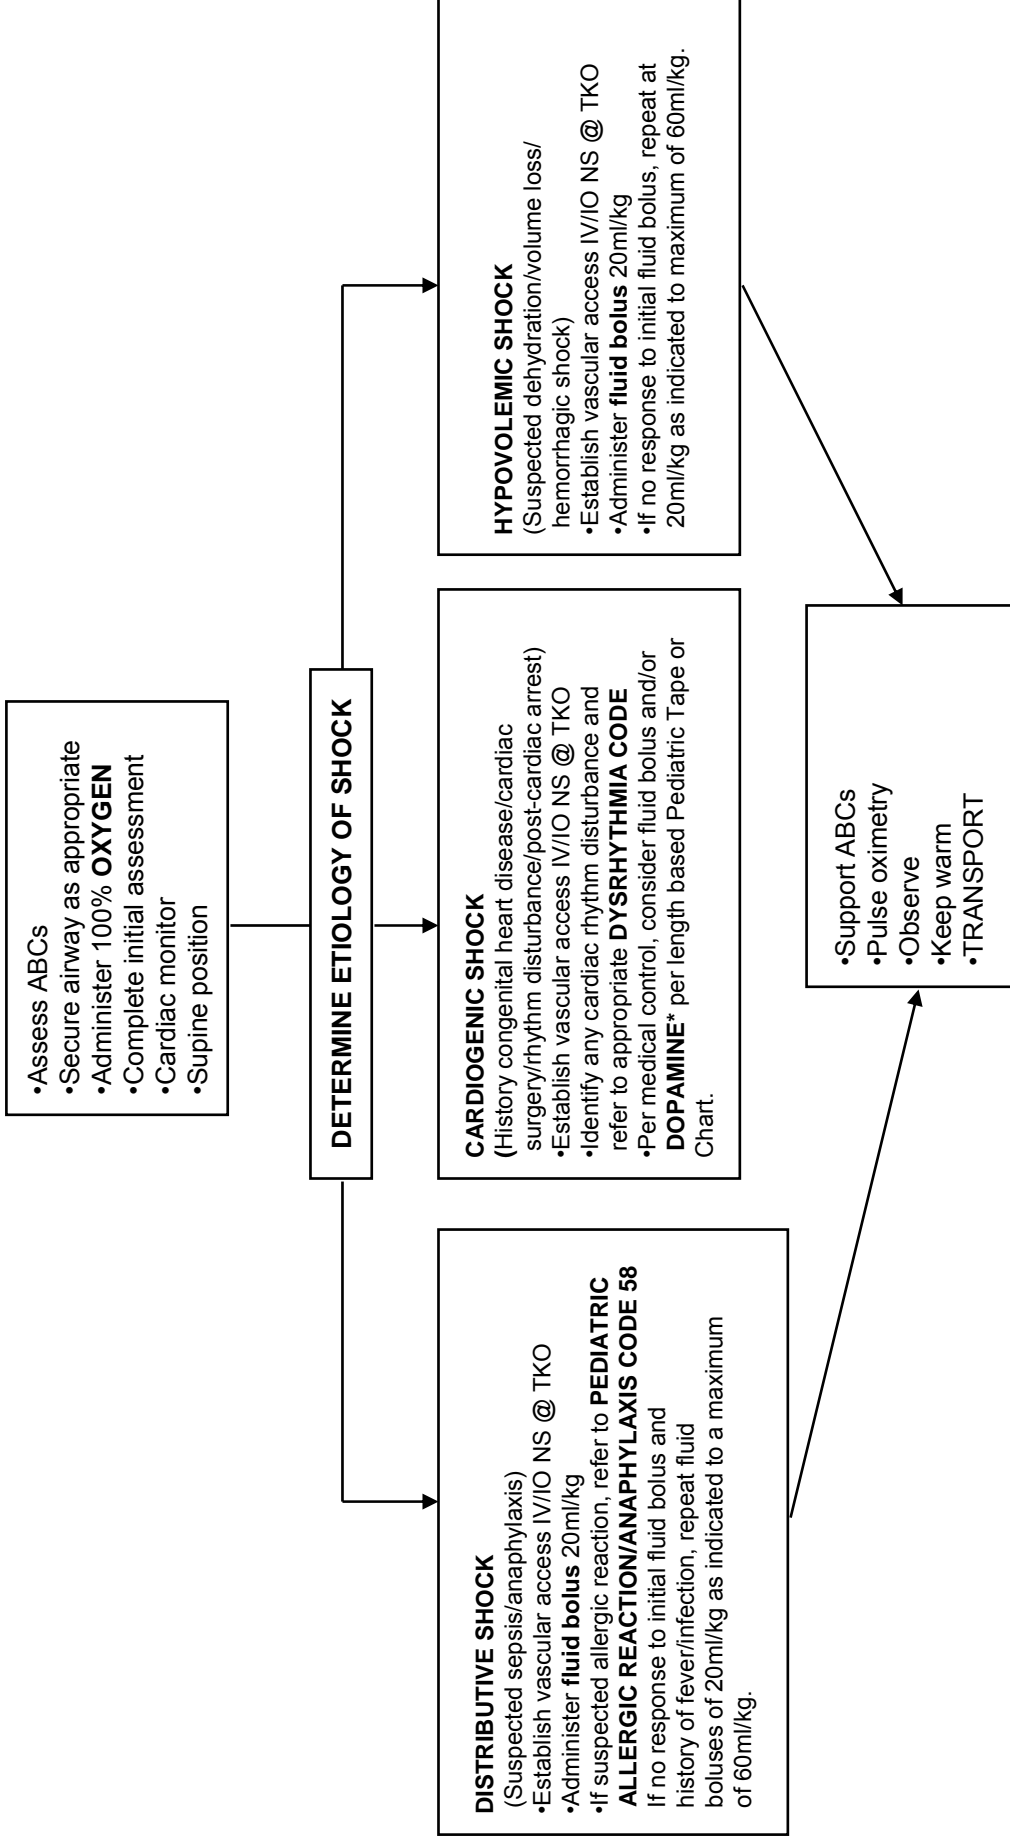 •Assess ABCs
•Secure airway as appropriate
•Administer 100% OXYGEN
•Complete initial assessment
•Cardiac monitor
•Supine position
DETERMINE ETIOLOGY OF SHOCK
DISTRIBUTIVE SHOCK
(Suspected sepsis/anaphylaxis)
•Establish vascular access IV/IO NS @ TKO
•Administer fluid bolus 20ml/kg
•If suspected allergic reaction, refer to PEDIATRIC
ALLERGIC REACTION/ANAPHYLAXIS CODE 58
If no response to initial fluid bolus and
history of fever/infection, repeat fluid
boluses of 20ml/kg as indicated to a maximum
of 60ml/kg.
CARDIOGENIC SHOCK
(History congenital heart disease/cardiac
surgery/rhythm disturbance/post-cardiac arrest)
•Establish vascular access IV/IO NS @ TKO
•Identify any cardiac rhythm disturbance and
refer to appropriate DYSRHYTHMIA CODE
•Per medical control, consider fluid bolus and/or
DOPAMINE* per length based Pediatric Tape or
Chart.
HYPOVOLEMIC SHOCK
(Suspected dehydration/volume loss/
hemorrhagic shock)
•Establish vascular access IV/IO NS @ TKO
•Administer fluid bolus 20ml/kg
•If no response to initial fluid bolus, repeat at
20ml/kg as indicated to maximum of 60ml/kg.
•Support ABCs
•Pulse oximetry
•Observe
•Keep warm
•TRANSPORT